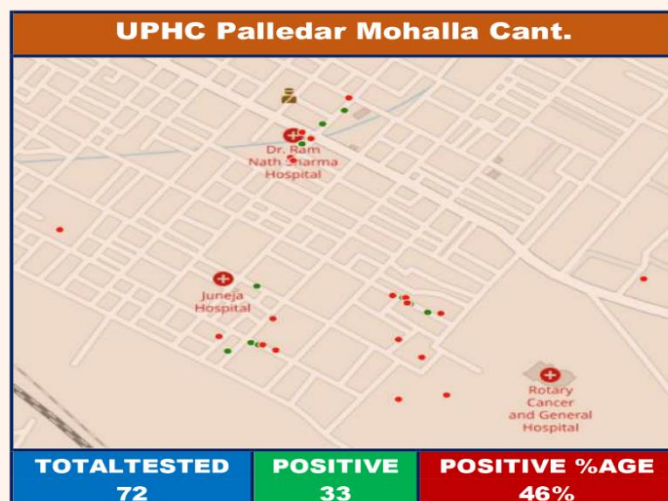 UPHC Palledar Mohalla Cant.
Dr. Ram
Nath Sharma
Hospital
Juneja
Hospital
Rotary
Cancer
and General
Hospital
TOTALTESTED
72
POSITIVE
33
POSITIVE %AGE
46%